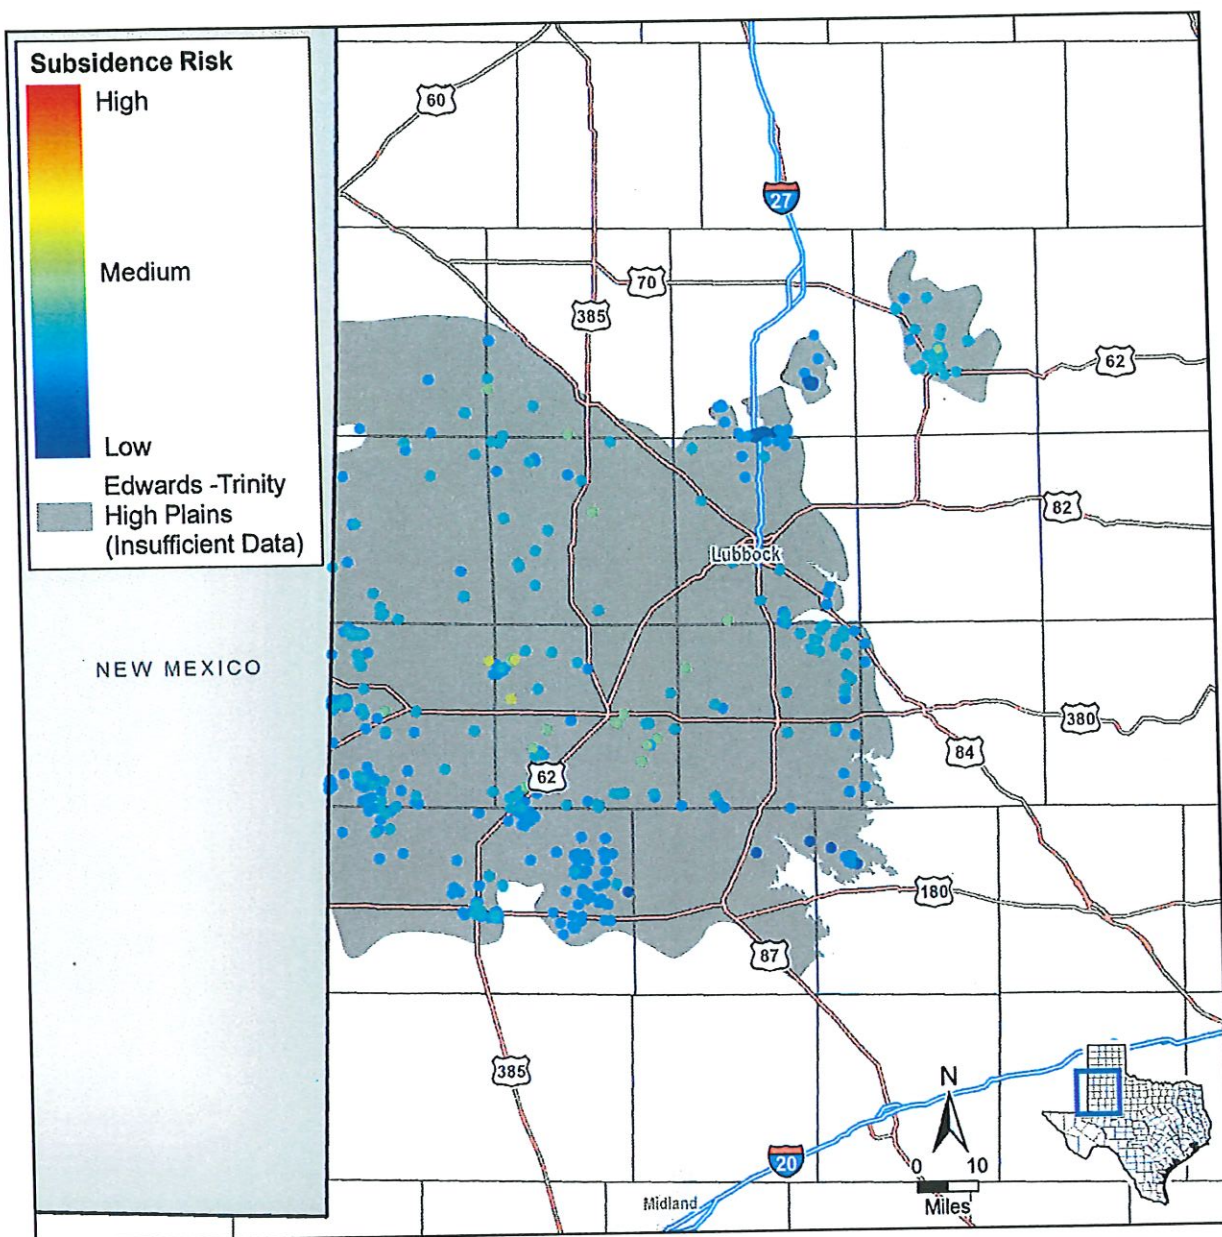 Subsidence Risk
High
Medium
Low
Edwards -Trinity
High Plains
(Insufficient Data)
60
27
70
385
62
82
Lubbock
NEW MEXICO
380
84
62
180
87
385
N
20
0 10
Miles
Midland